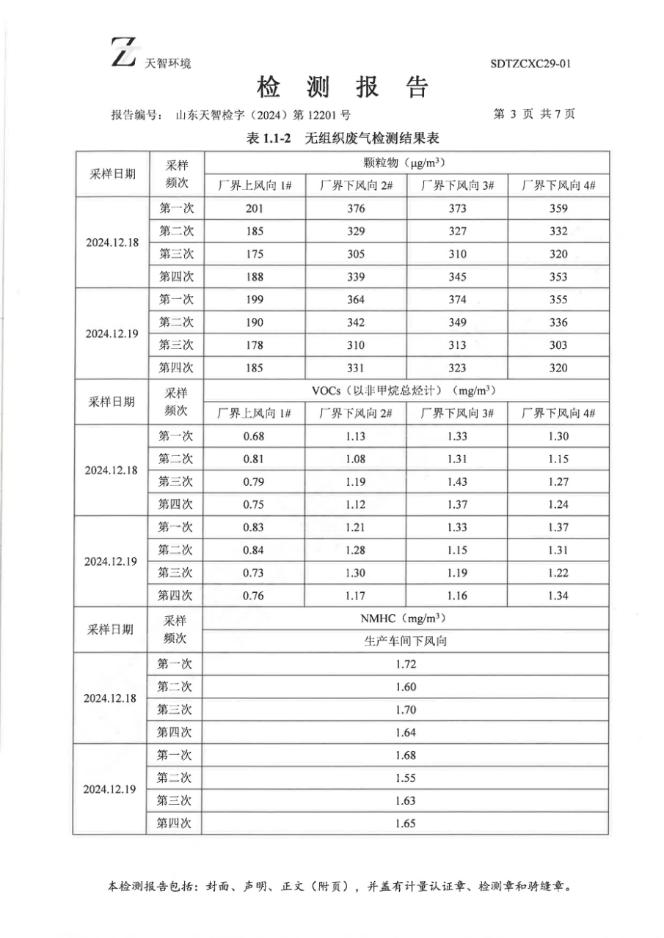 天智环境
SDTZCXC29-01
检 测 报 告
报告编号： 山东天智检字（2024）第 12201 号
第 3 页 共 7 页
表 1.1-2 无组织废气检测结果表
采样日期 采样频次 颗粒物（μg/m³）
厂界上风向 1# 厂界下风向 2# 厂界下风向 3# 厂界下风向 4#
2024.12.18
第一次 201 376 373 359
第二次 185 329 327 332
第三次 175 305 310 320
第四次 188 339 345 353
2024.12.19
第一次 199 364 374 355
第二次 190 342 349 336
第三次 178 310 313 303
第四次 185 331 323 320
采样日期 采样频次 VOCs（以非甲烷总烃计）（mg/m³）
厂界上风向 1# 厂界下风向 2# 厂界下风向 3# 厂界下风向 4#
2024.12.18
第一次 0.68 1.13 1.33 1.30
第二次 0.81 1.08 1.31 1.15
第三次 0.79 1.19 1.43 1.27
第四次 0.75 1.12 1.37 1.24
2024.12.19
第一次 0.83 1.21 1.33 1.37
第二次 0.84 1.28 1.15 1.31
第三次 0.73 1.30 1.19 1.22
第四次 0.76 1.17 1.16 1.34
采样日期 采样频次 NMHC（mg/m³）
生产车间下风向
2024.12.18
第一次 1.72
第二次 1.60
第三次 1.70
第四次 1.64
2024.12.19
第一次 1.68
第二次 1.55
第三次 1.63
第四次 1.65
本检测报告包括：封面、声明、正文（附页），并盖有计量认证章、检测章和骑缝章。